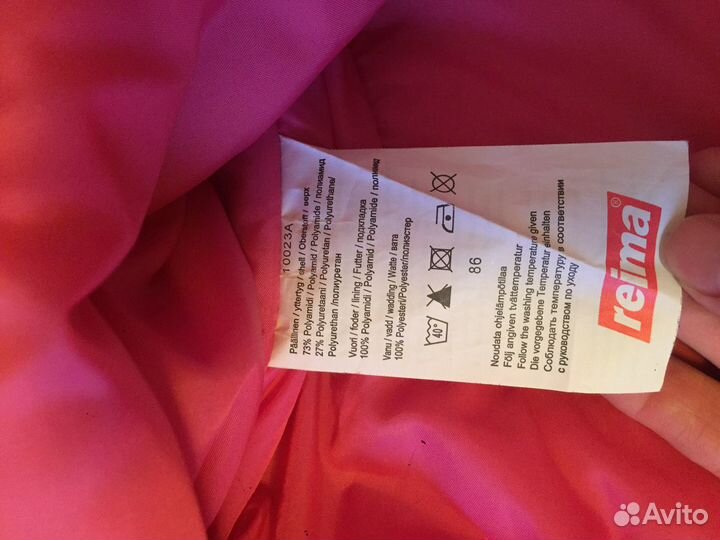 10023A
Päällinen / yttertyg / shell / Oberstoff / верх
73% Polyamidi / Polyamid / Polyamide / полиамид
27% Polyuretaani / Polyuretan / Polyurethane/
Polyurethan /полиуретан
Vuori / foder / lining / Futter / подкладка
100% Polyamidi / Polyamid / Polyamide / полиамид
Vanu / vadd / wadding / Watte / вата
100% Polyesteri/Polyester/полиэстер
40°
86
Noudata ohjelämpötilaa
Följ angiven tvättemperatur
Follow the washing temperature given
Die vorgegebene Temperatur einhalten
Соблюдать температуру в соответствии
с руководством по уходу
reima®
Avito